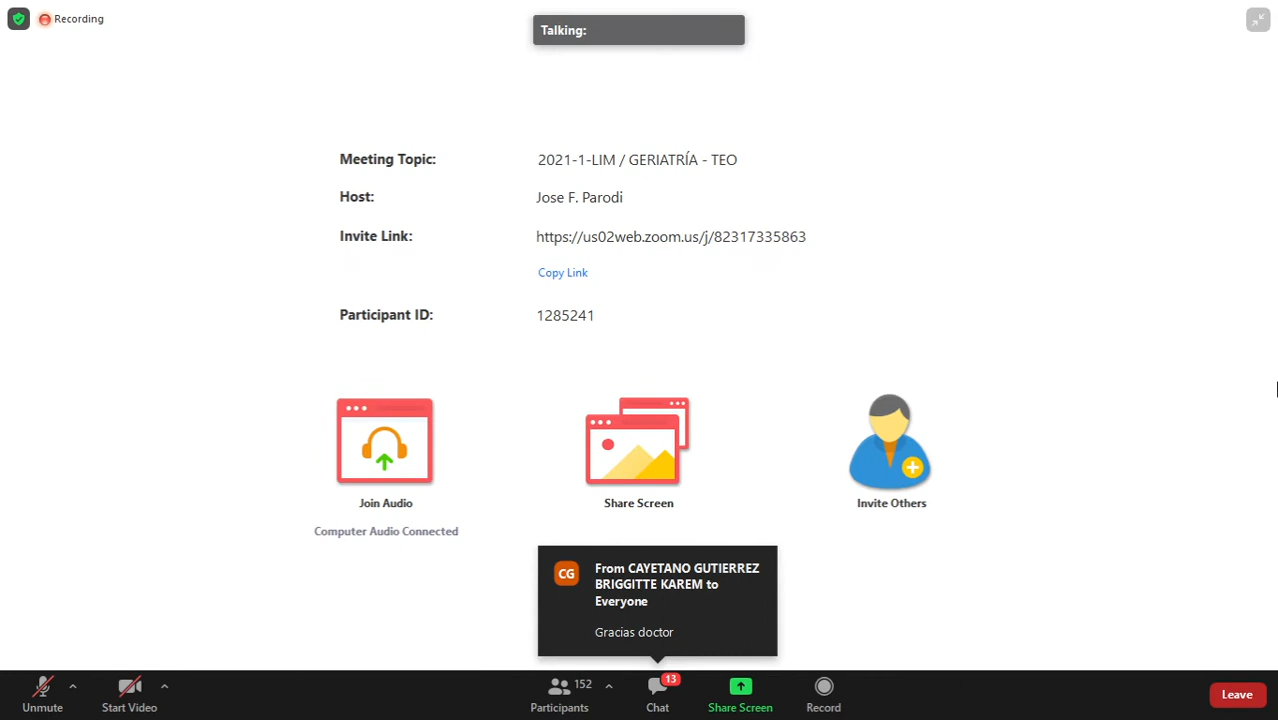 Recording
Talking:
Meeting Topic: 2021-1-LIM / GERIATRÍA - TEO
Host: Jose F. Parodi
Invite Link: https://us02web.zoom.us/j/82317335863
Copy Link
Participant ID: 1285241
Join Audio
Computer Audio Connected
Share Screen
Invite Others
CG
From CAYETANO GUTIERREZ
BRIGGITTE KAREM to
Everyone
Gracias doctor
Unmute
Start Video
152
Participants
13
Chat
Share Screen
Record
Leave